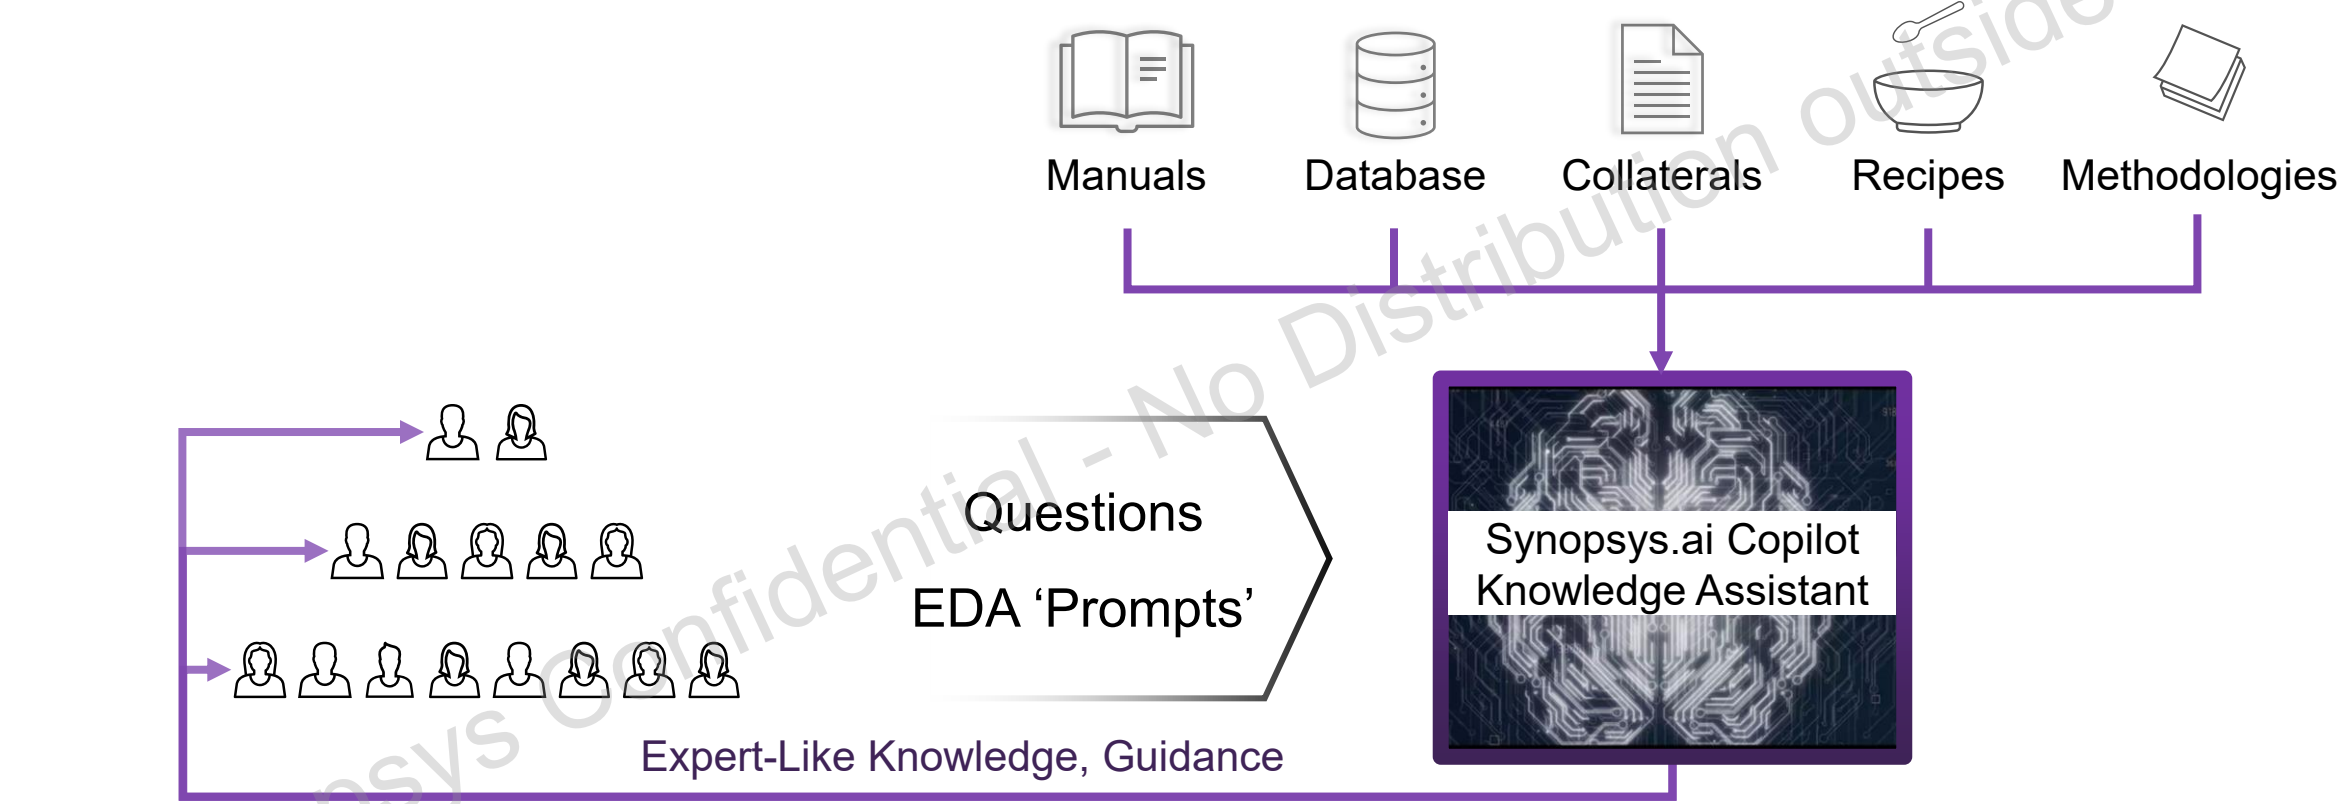 Manuals
Database
Collaterals
Recipes
Methodologies
Questions
EDA ‘Prompts’
Synopsys.ai Copilot
Knowledge Assistant
Expert-Like Knowledge, Guidance
Confidential - No Distribution outside